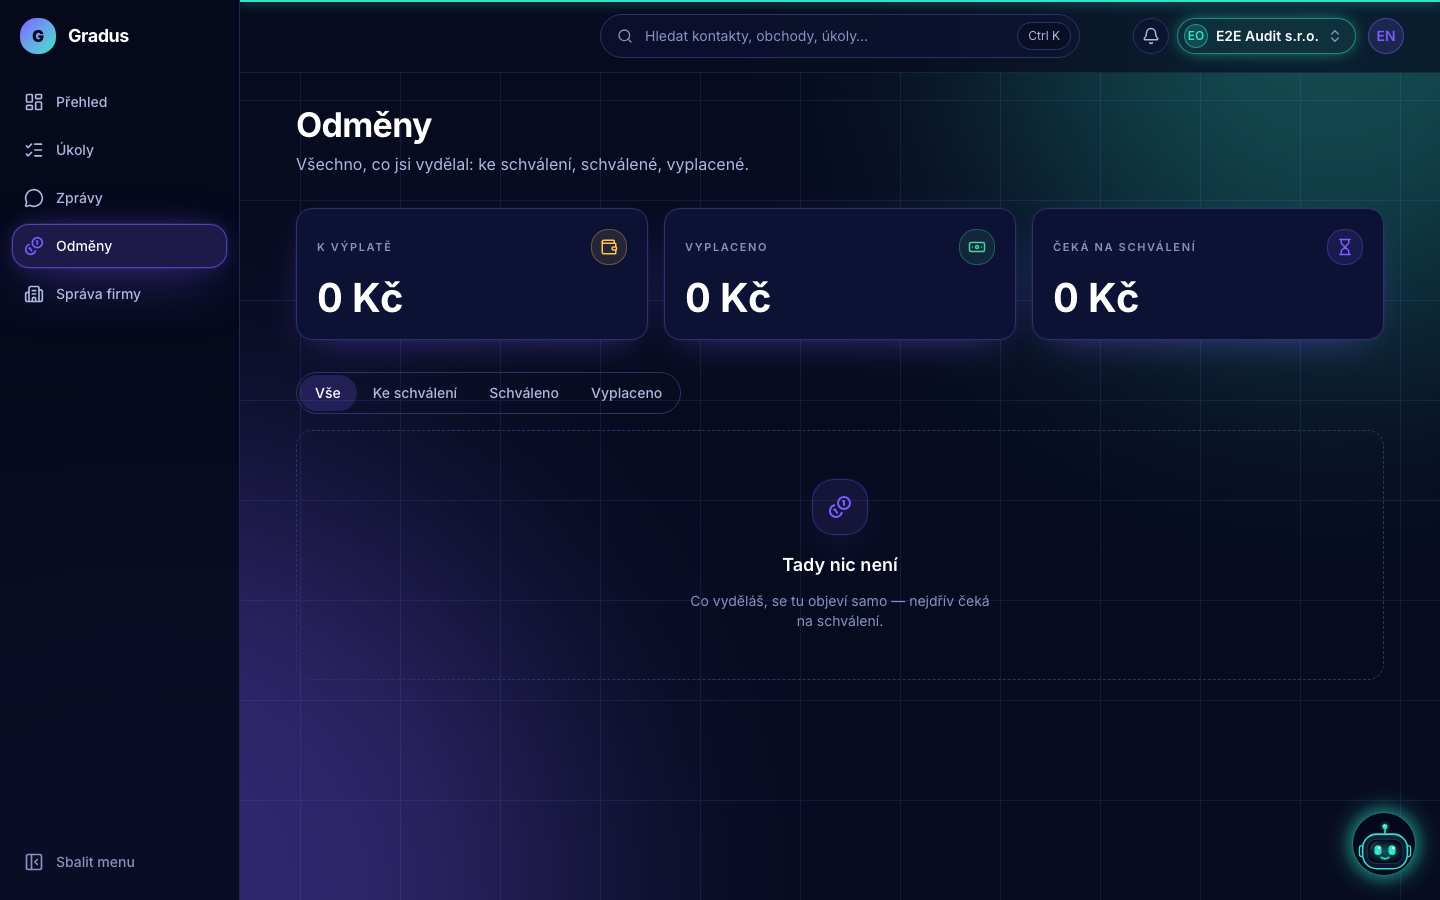 G Gradus
Hledat kontakty, obchody, úkoly...
Ctrl K
EO E2E Audit s.r.o.
EN
Přehled
Úkoly
Zprávy
Odměny
Správa firmy
Sbalit menu
Odměny
Všechno, co jsi vydělal: ke schválení, schválené, vyplacené.
K VÝPLATĚ
0 Kč
VYPLACENO
0 Kč
ČEKÁ NA SCHVÁLENÍ
0 Kč
Vše Ke schválení Schváleno Vyplaceno
Tady nic není
Co vyděláš, se tu objeví samo — nejdřív čeká
na schválení.